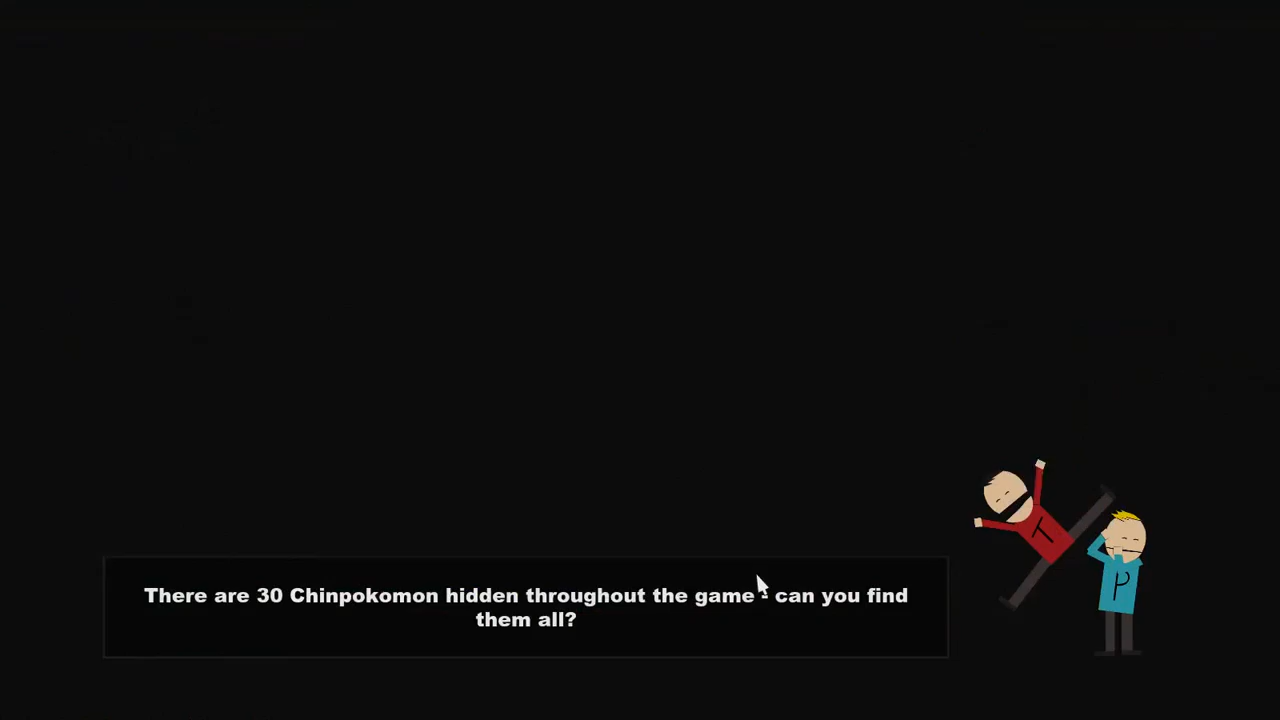 There are 30 Chinpokomon hidden throughout the game - can you find
them all?
T
P